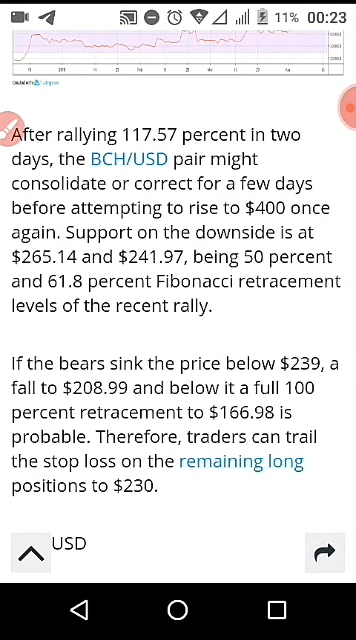 11% 00:23
After rallying 117.57 percent in two
days, the BCH/USD pair might
consolidate or correct for a few days
before attempting to rise to $400 once
again. Support on the downside is at
$265.14 and $241.97, being 50 percent
and 61.8 percent Fibonacci retracement
levels of the recent rally.
If the bears sink the price below $239, a
fall to $208.99 and below it a full 100
percent retracement to $166.98 is
probable. Therefore, traders can trail
the stop loss on the remaining long
positions to $230.
USD